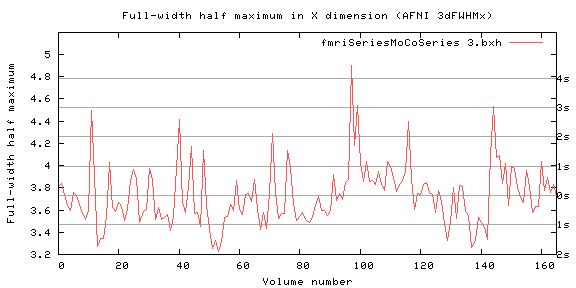 Full-width half maximum in X dimension (AFNI 3dFWHMx)
fmriSeriesMoCoSeries 3.bxh
Full-width half maximum
5
4.8
4.6
4.4
4.2
4
3.8
3.6
3.4
3.2
4s
3s
2s
1s
0s
1s
2s
0 20 40 60 80 100 120 140 160
Volume number